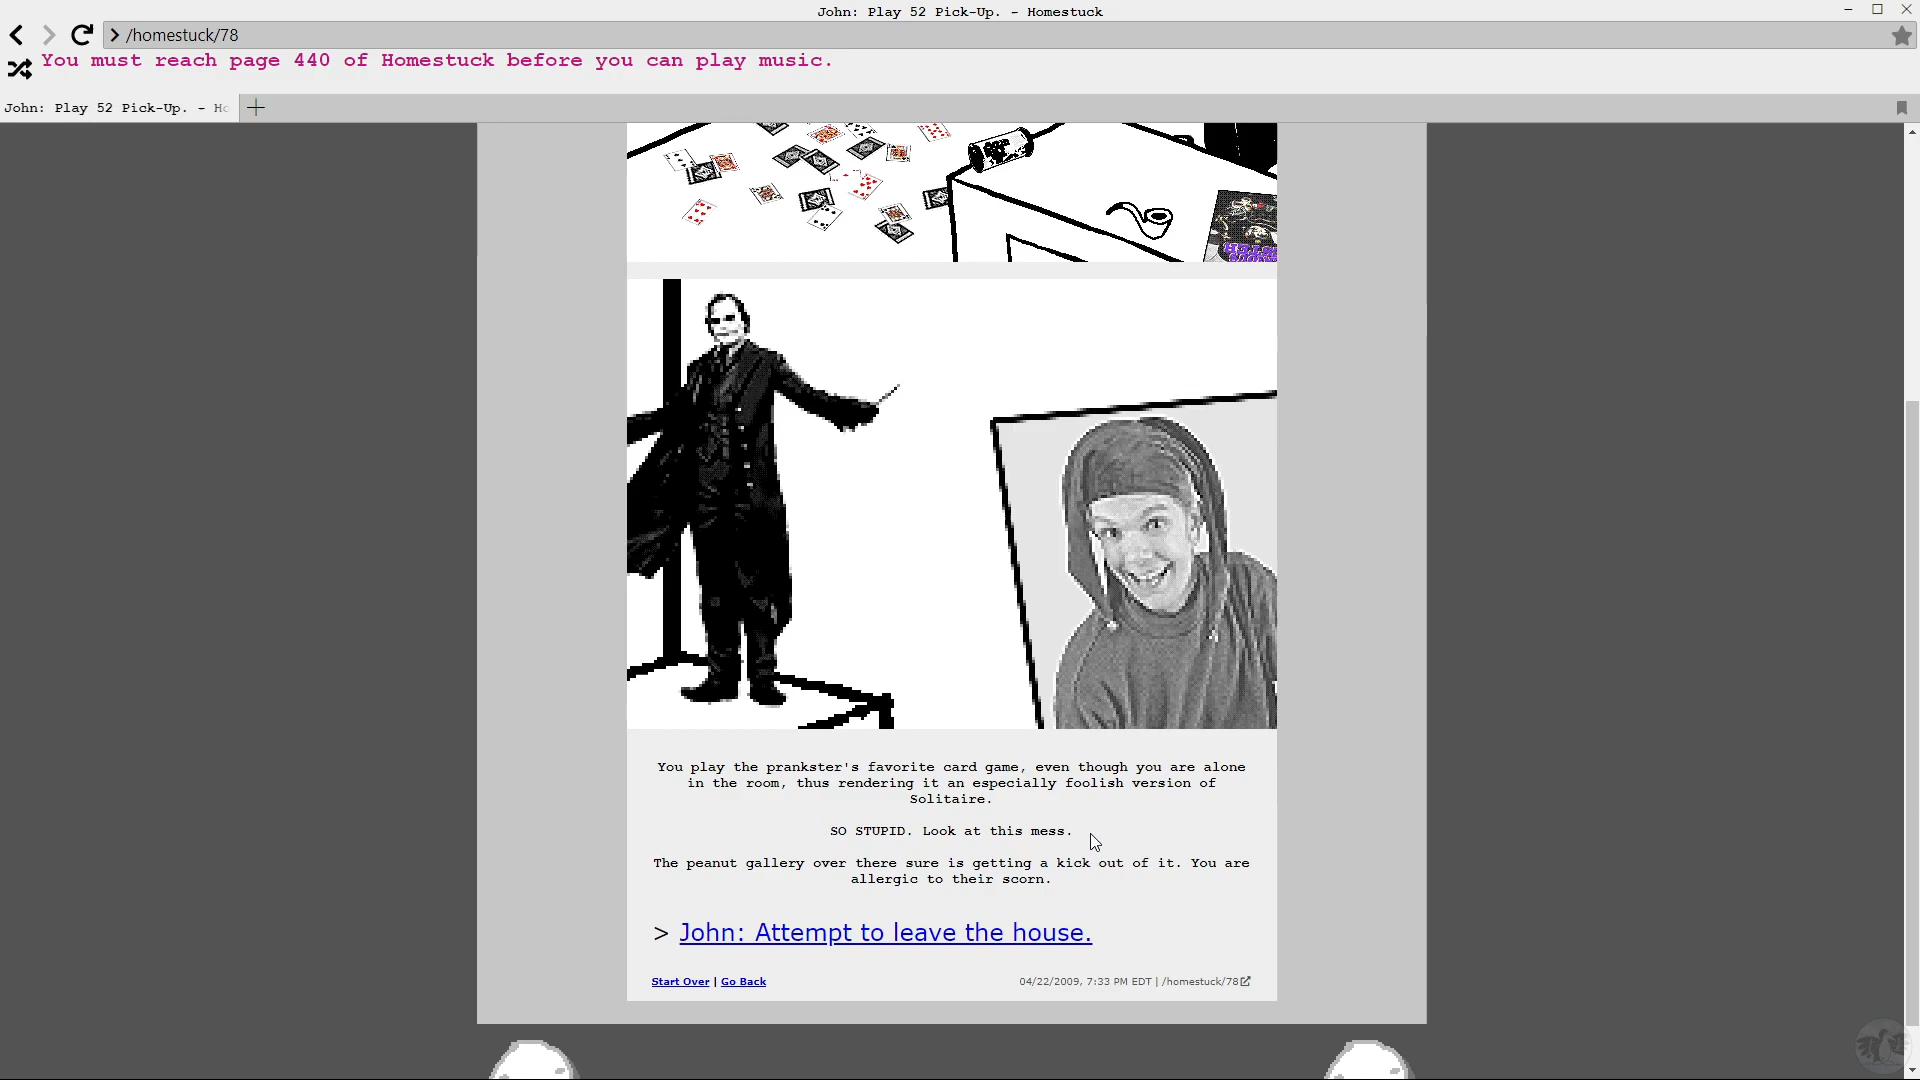 John: Play 52 Pick-Up. - Homestuck
/homestuck/78
You must reach page 440 of Homestuck before you can play music.
John: Play 52 Pick-Up. - Ho
You play the prankster's favorite card game, even though you are alone
in the room, thus rendering it an especially foolish version of
Solitaire.
SO STUPID. Look at this mess.
The peanut gallery over there sure is getting a kick out of it. You are
allergic to their scorn.
> John: Attempt to leave the house.
Start Over | Go Back
04/22/2009, 7:33 PM EDT | /homestuck/78